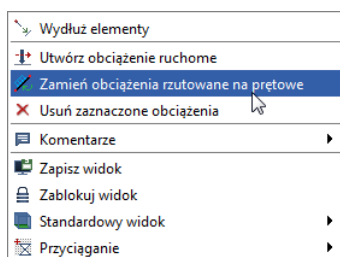 Wydłuż elementy
Utwórz obciążenie ruchome
Zamień obciążenia rzutowane na prętowe
Usuń zaznaczone obciążenia
Komentarze
Zapisz widok
Zablokuj widok
Standardowy widok
Przyciąganie